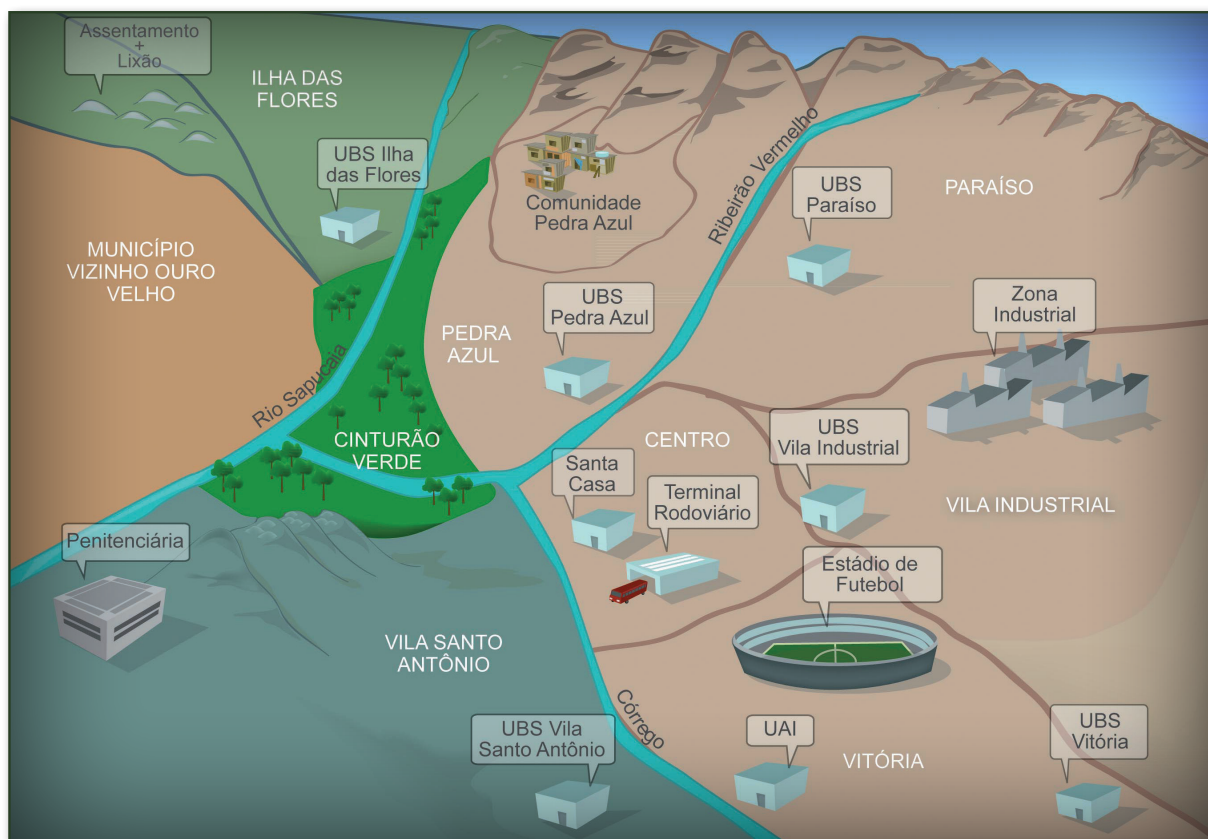 Assentamento
+
Lixão
ILHA DAS
FLORES
UBS Ilha
das Flores
MUNICÍPIO
VIZINHO OURO
VELHO
Comunidade
Pedra Azul
Ribeirão Vermelho
UBS
Paraíso
PARAÍSO
UBS
Pedra Azul
PEDRA
AZUL
Zona
Industrial
Rio Sapucaia
CINTURÃO
VERDE
CENTRO
UBS
Vila Industrial
Santa
Casa
Terminal
Rodoviário
VILA INDUSTRIAL
Penitenciária
Estádio de
Futebol
VILA SANTO
ANTÔNIO
Córrego
UBS Vila
Santo Antônio
UAI
VITÓRIA
UBS
Vitória